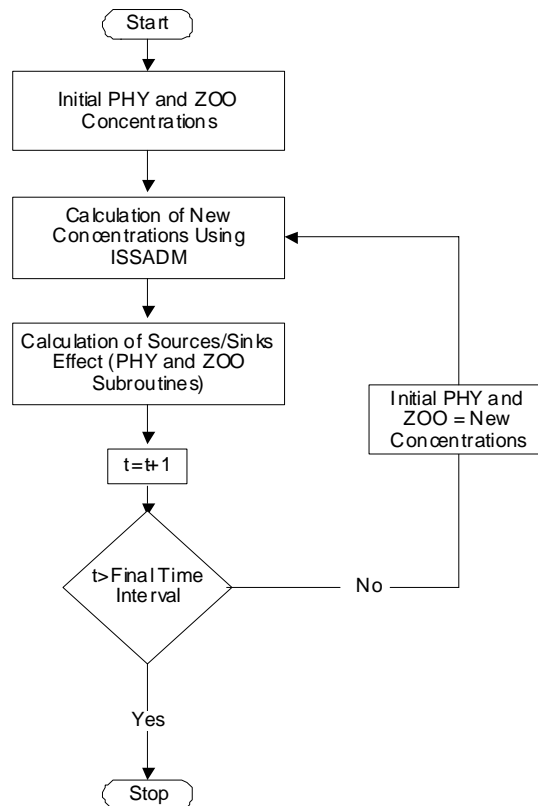 Start
Initial PHY and ZOO
Concentrations
Calculation of New
Concentrations Using
ISSADM
Calculation of Sources/Sinks
Effect (PHY and ZOO
Subroutines)
Initial PHY and
ZOO = New
Concentrations
t=t+1
t>Final Time
Interval
No
Yes
Stop